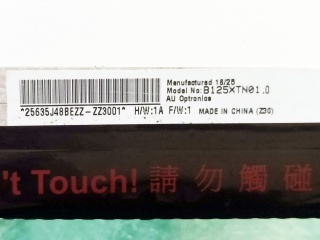 Manufactured 18/28
Model No:B125XTN01.0
AU Optronics
*25635J48BEZZ-ZZ3001* H/W:1A F/W:1 MADE IN CHINA (Z30)
't Touch! 請勿觸碰